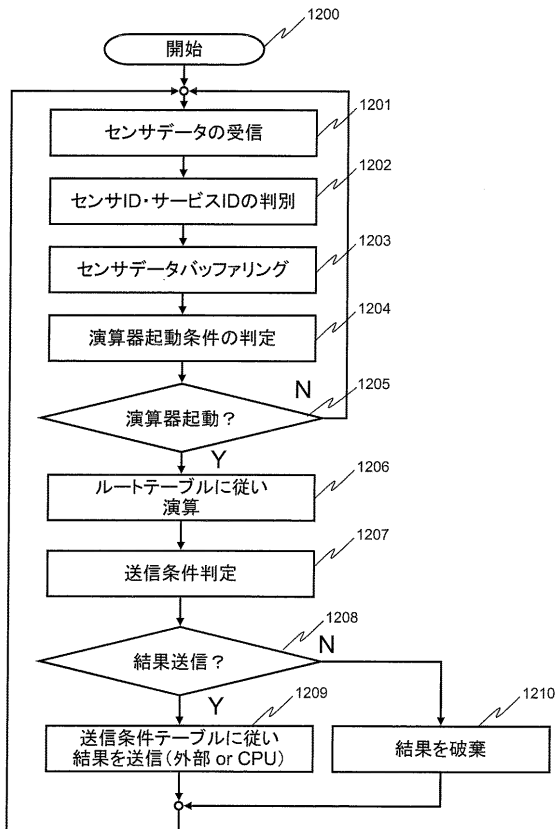 1200
開始
1201
センサデータの受信
1202
センサID・サービスIDの判別
1203
センサデータバッファリング
1204
演算器起動条件の判定
N
1205
演算器起動？
Y
1206
ルートテーブルに従い
演算
1207
送信条件判定
1208
N
結果送信？
Y
1209
送信条件テーブルに従い
結果を送信(外部 or CPU)
1210
結果を破棄